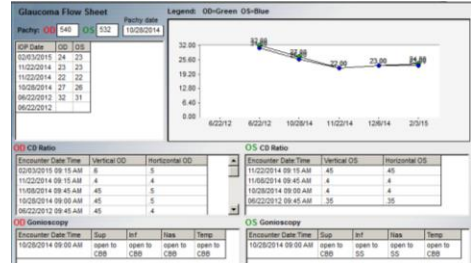 Glaucoma Flow Sheet
Legend: OD=Green OS=Blue
Pachy date
Pachy: OD 540 OS 532 10/28/2014
IOP Date OD OS
02/03/2015 24 23
11/22/2014 23 23
11/22/2014 22 22
10/28/2014 27 26
06/22/2012 32 31
06/22/2012
32.00
25.60
19.20
12.80
6.40
0.00
32.00
22.00
23.00
6/22/12 6/22/12 10/28/14 11/22/14 12/6/14 2/3/15
OD CD Ratio
Encounter Date:Time Vertical OD Horizontal OD
02/03/2015 09:15 AM .6 .5
11/22/2014 09:15 AM .4 .4
11/08/2014 09:45 AM .45 .5
10/28/2014 09:00 AM .45 .5
06/22/2012 09:45 AM .45 .4
OS CD Ratio
Encounter Date:Time Vertical OS Horizontal OS
11/22/2014 09:15 AM .45 .45
11/08/2014 09:45 AM .4 .5
10/28/2014 09:00 AM .4 .4
06/22/2012 09:45 AM .35 .35
OD Gonioscopy
Encounter Date:Time Sup Inf Nas Temp
10/28/2014 09:00 AM open to CBB open to CBB open to CBB open to CBB
OS Gonioscopy
Encounter Date:Time Sup Inf Nas Temp
10/28/2014 09:00 AM open to CBB open to SS open to SS open to CBB